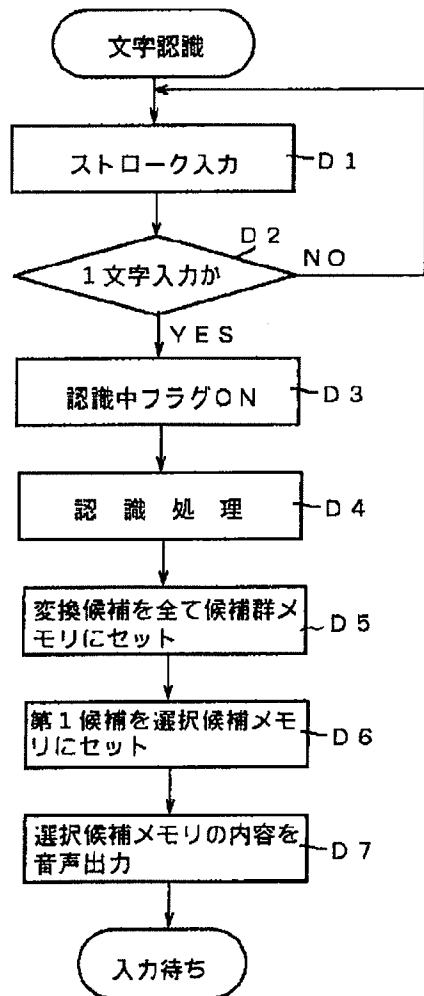 文字認識
ストローク入力
D1
D2
1文字入力か
NO
YES
認識中フラグON
D3
認 識 処 理
D4
変換候補を全て候補群メ
モリにセット
D5
第1候補を選択候補メモ
リにセット
D6
選択候補メモリの内容を
音声出力
D7
入力待ち